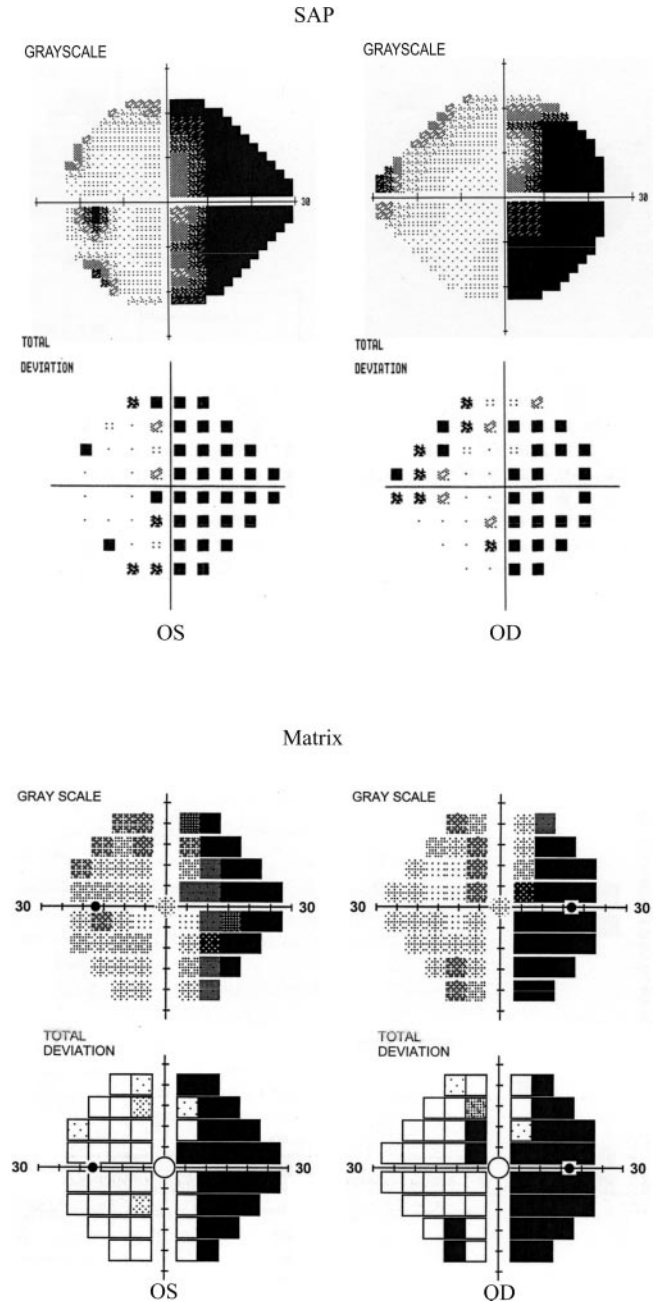 SAP
GRAYSCALE
GRAYSCALE
30
30
TOTAL
DEVIATION
TOTAL
DEVIATION
OS
OD
Matrix
GRAY SCALE
GRAY SCALE
30
30
30
30
TOTAL
DEVIATION
TOTAL
DEVIATION
30
30
30
30
OS
OD